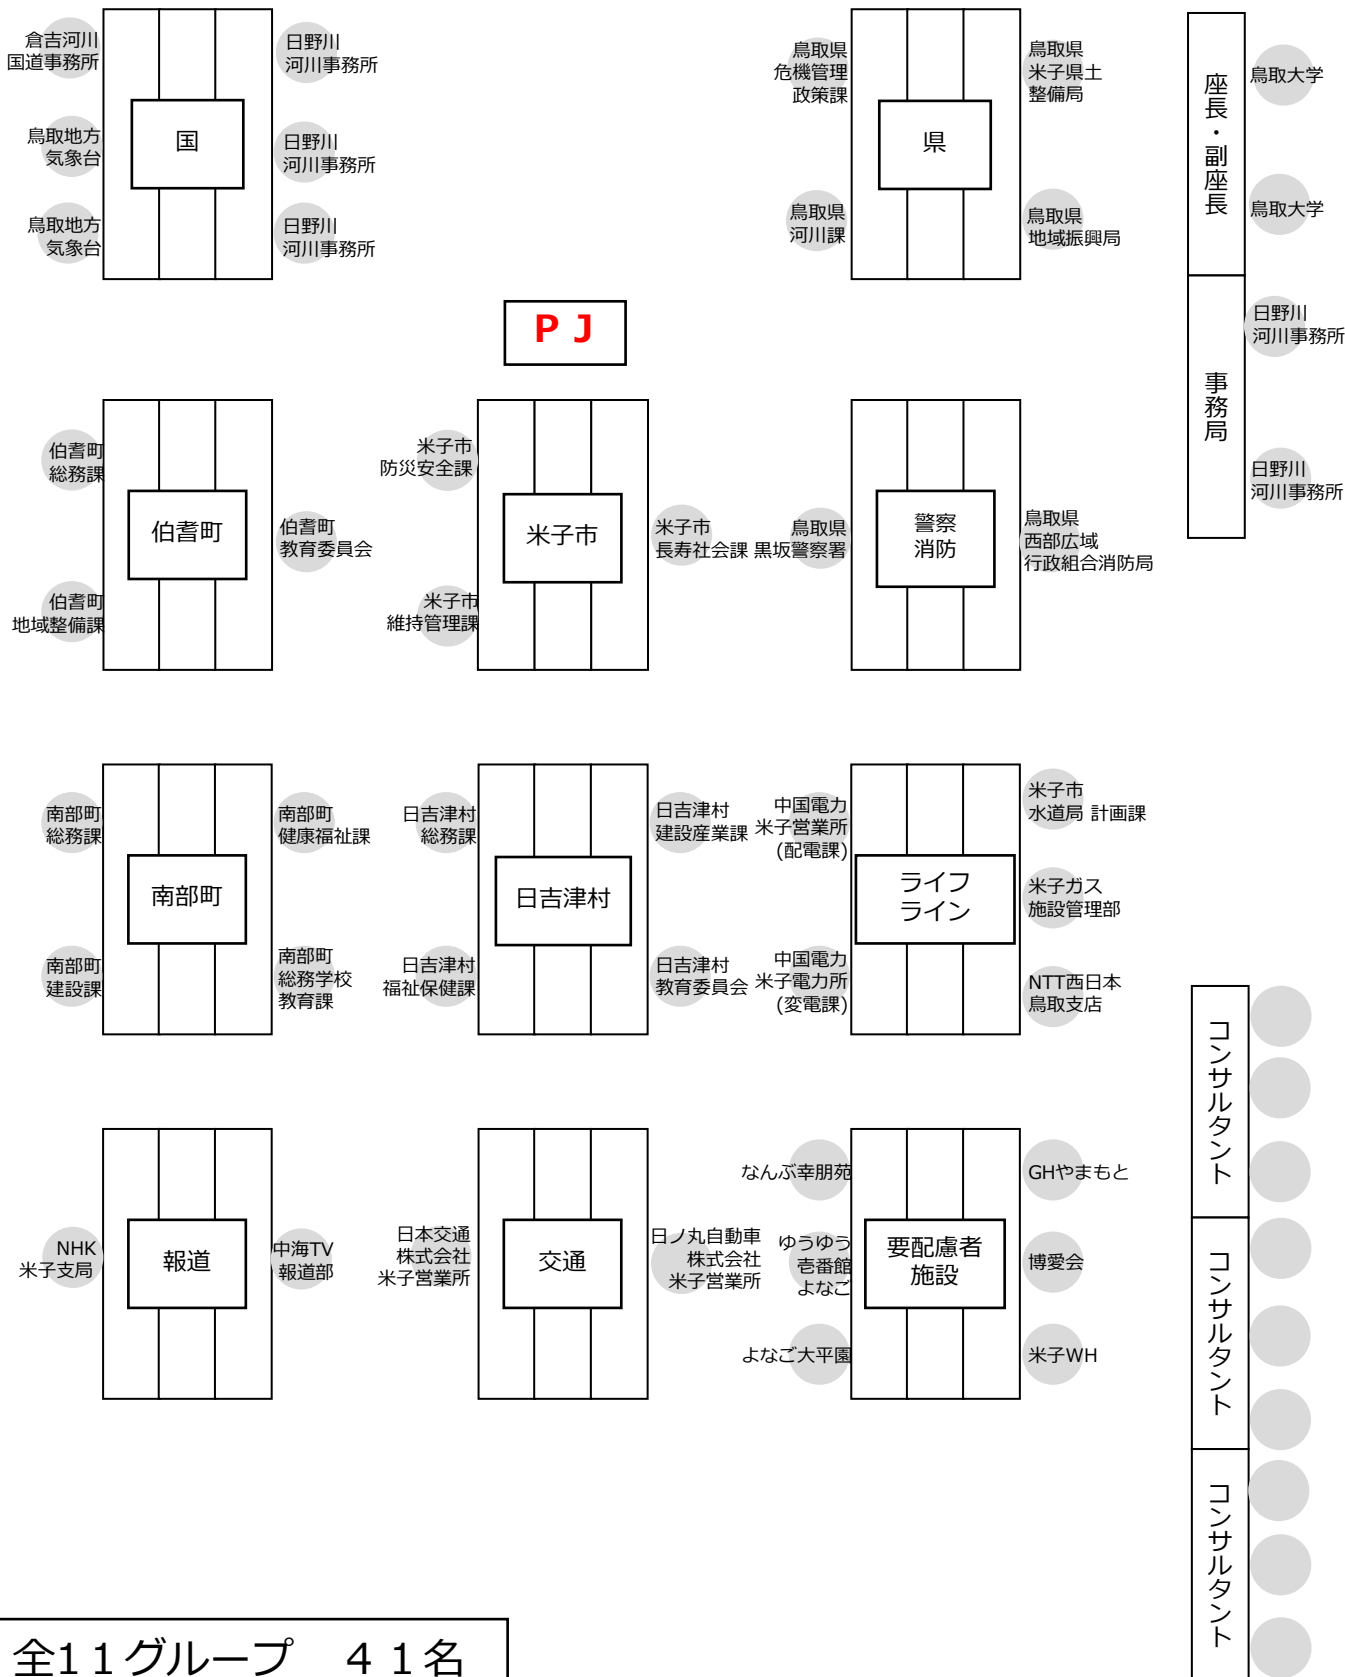 倉吉河川
国道事務所
鳥取地方
気象台
鳥取地方
気象台
国
日野川
河川事務所
日野川
河川事務所
日野川
河川事務所
鳥取県
危機管理
政策課
鳥取県
河川課
県
鳥取県
米子県土
整備局
鳥取県
地域振興局
座長・副座長
鳥取大学
鳥取大学
事務局
日野川
河川事務所
日野川
河川事務所
ＰＪ
伯耆町
総務課
伯耆町
地域整備課
伯耆町
伯耆町
教育委員会
米子市
防災安全課
米子市
維持管理課
米子市
米子市
長寿社会課
鳥取県
黒坂警察署
警察
消防
鳥取県
西部広域
行政組合消防局
南部町
総務課
南部町
建設課
南部町
南部町
健康福祉課
南部町
総務学校
教育課
日吉津村
総務課
日吉津村
福祉保健課
日吉津村
日吉津村
建設産業課
日吉津村
教育委員会
中国電力
米子営業所
(配電課)
中国電力
米子電力所
(変電課)
ライフ
ライン
米子市
水道局 計画課
米子ガス
施設管理部
NTT西日本
鳥取支店
NHK
米子支局
報道
中海TV
報道部
日本交通
株式会社
米子営業所
交通
日ノ丸自動車
株式会社
米子営業所
なんぶ幸朋苑
ゆうゆう
壱番館
よなご
よなご大平園
要配慮者
施設
GHやまもと
博愛会
米子WH
コンサルタント
コンサルタント
コンサルタント
全1１グループ　４１名